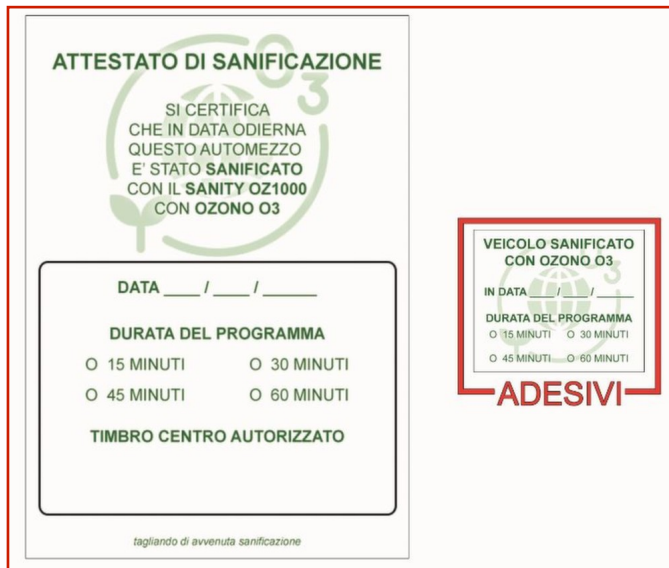 ATTESTATO DI SANIFICAZIONE
SI CERTIFICA
CHE IN DATA ODIERNA
QUESTO AUTOMEZZO
E' STATO SANIFICATO
CON IL SANITY OZ1000
CON OZONO O3
DATA ____ / ____ / ______
DURATA DEL PROGRAMMA
O 15 MINUTI O 30 MINUTI
O 45 MINUTI O 60 MINUTI
TIMBRO CENTRO AUTORIZZATO
tagliando di avvenuta sanificazione
O3
VEICOLO SANIFICATO
CON OZONO O3
IN DATA ____ / ____ / ______
DURATA DEL PROGRAMMA
O 15 MINUTI O 30 MINUTI
O 45 MINUTI O 60 MINUTI
O3
ADESIVI